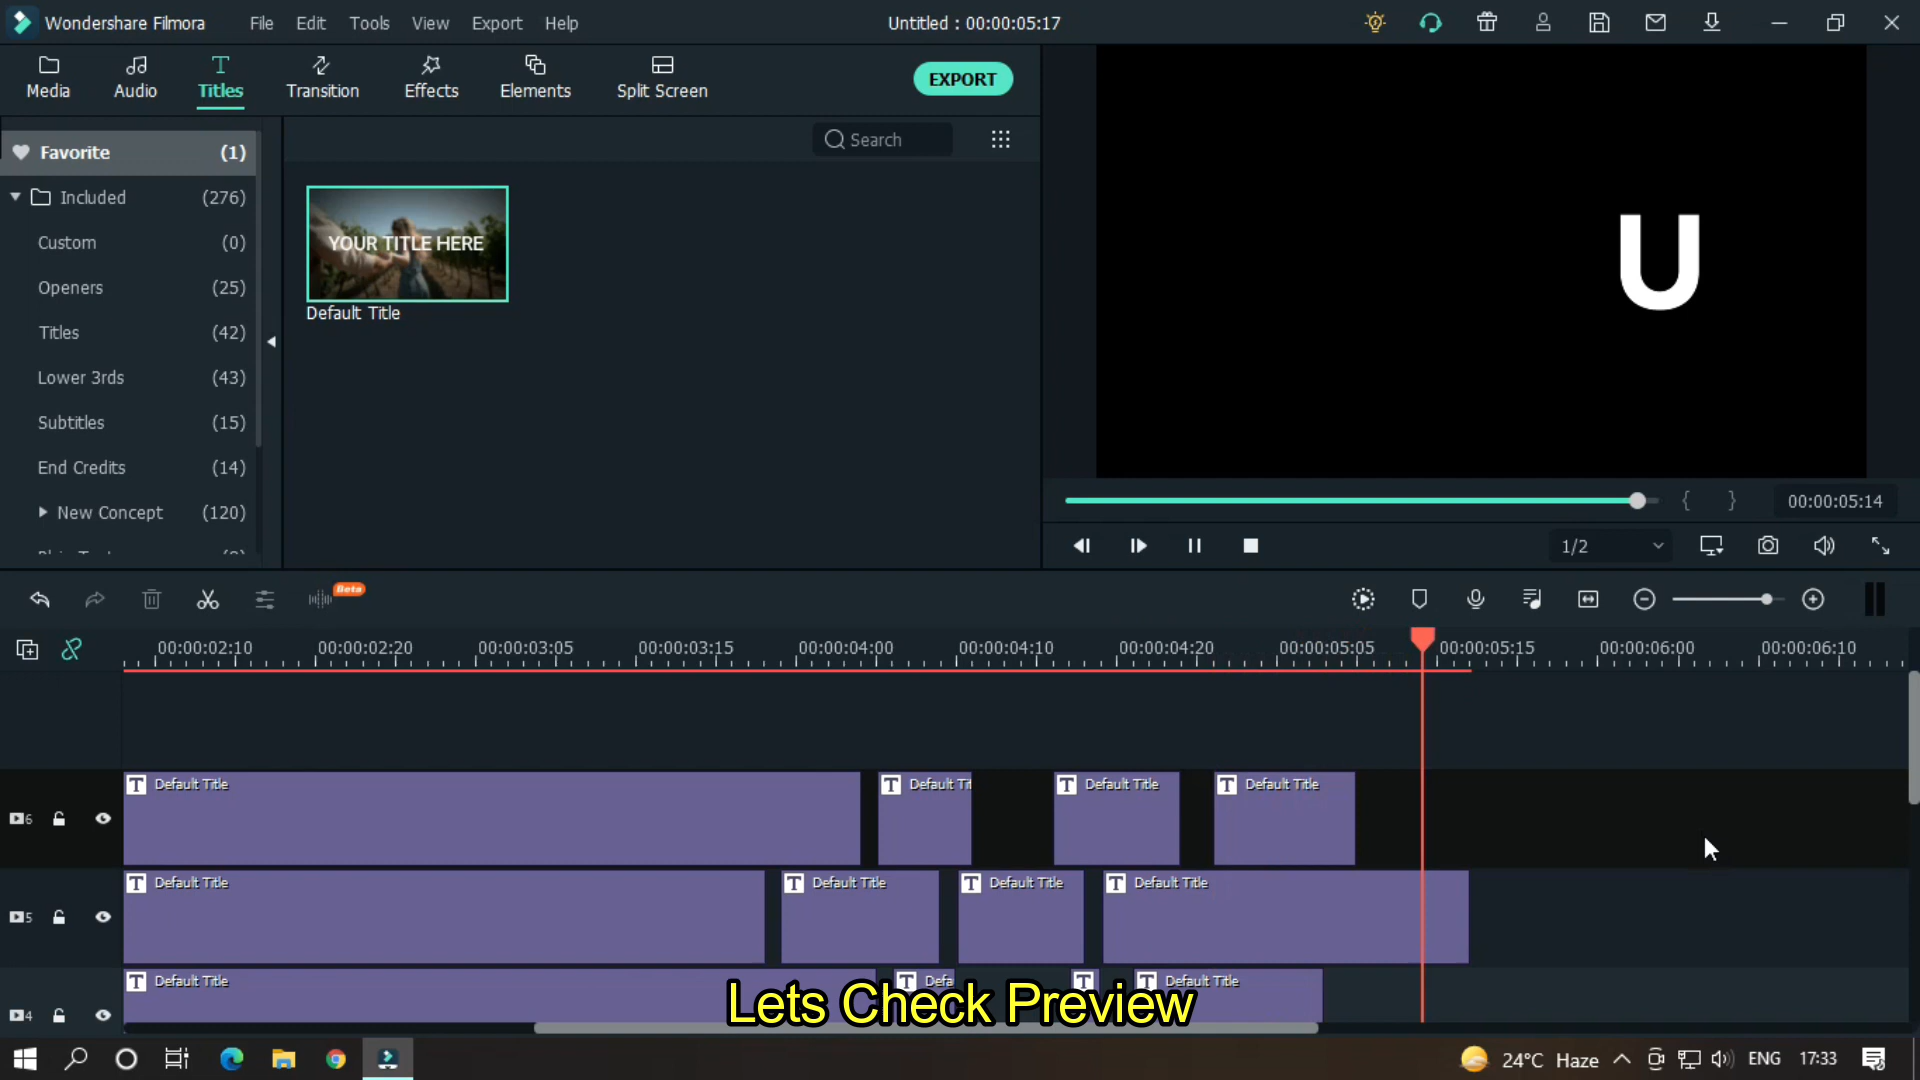 Wondershare Filmora File Edit Tools View Export Help Untitled : 00:00:05:17
Media Audio Titles Transition Effects Elements Split Screen EXPORT
Search
Favorite (1)
Included (276)
Custom (0)
Openers (25)
Titles (42)
Lower 3rds (43)
Subtitles (15)
End Credits (14)
New Concept (120)
YOUR TITLE HERE
Default Title
U
{ } 00:00:05:14
1/2
Beta
00:00:02:10 00:00:02:20 00:00:03:05 00:00:03:15 00:00:04:00 00:00:04:10 00:00:04:20 00:00:05:05 00:00:05:15 00:00:06:00 00:00:06:10
T Default Title T Default Tit T Default Title T Default Title
6
T Default Title T Default Title T Default Title T Default Title
5
T Default Title T Defa T T Default Title
4
Lets Check Preview
24°C Haze ENG 17:33